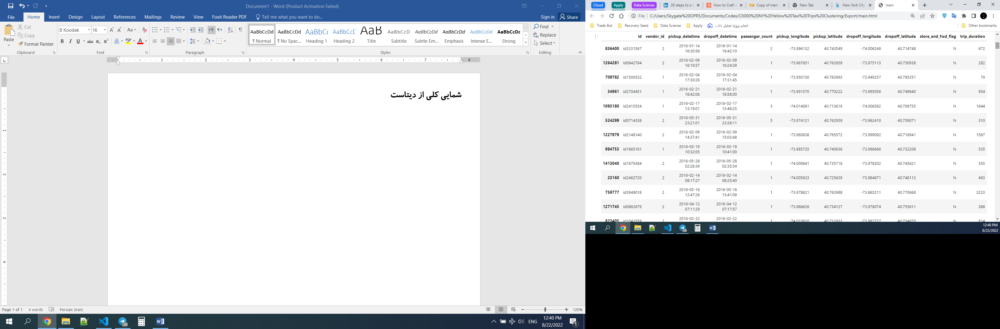 Document1 - Word (Product Activation Failed)
File Home Insert Design Layout References Mailings Review View Foxit Reader PDF Tell me what you want to do... Sign in Share
Paste Cut Copy Format Painter
B Koodak 16
AaBbCcDd ¶ Normal
AaBbCcDd ¶ No Spac...
AaBbCc Heading 1
AaBbCcD Heading 2
AaB Title
AaBbCcD Subtitle
AaBbCcDd Subtle Em...
AaBbCcDd Emphasis
AaBbCcDd Intense E...
AaBbCcDc Strong
Find Replace Select
Clipboard Font Paragraph Styles Editing
1 2 3 4 5 6 7 8
شمایی کلی از دیتاست
1
2
3
4
Page 1 of 1 4 words Persian (Iran) 120%
49 ENG 12:40 PM 8/22/2022 1
Cloud Apply Data Sciense 20 steps to a b How to Craft t Copy of main. New Tab New York City main
File C:/Users/Skygate%20OPR5/Documents/Codes/C0000%20NY%20Yellow%20Taxi%20Trips%20Clustering/Export/main.html
Trade Bot Recovery Seed Data Sciense Apply انجام پروژه تحلیل داد... Other bookmarks
]: id vendor_id pickup_datetime dropoff_datetime passenger_count pickup_longitude pickup_latitude dropoff_longitude dropoff_latitude store_and_fwd_flag trip_duration
836400 id3231567 2 2016-01-14 16:30:58 2016-01-14 16:42:10 2 -73.996132 40.743549 -74.006248 40.714748 N 672
1264281 id0842764 2 2016-02-09 16:19:57 2016-02-09 16:24:39 1 -73.967651 40.762859 -73.975113 40.750938 N 282
709782 id1500532 1 2016-02-04 17:30:26 2016-02-04 17:31:45 1 -73.950150 40.783993 -73.949257 40.785351 N 79
34961 id2704451 1 2016-02-21 18:42:06 2016-02-21 18:58:00 1 -73.991570 40.770222 -73.995056 40.749840 N 954
1093180 id2415554 1 2016-02-17 13:19:01 2016-02-17 13:46:25 3 -74.014061 40.713619 -74.006592 40.709755 N 1644
524299 id0714338 2 2016-05-31 23:21:01 2016-05-31 23:26:11 5 -73.974121 40.762959 -73.962410 40.759071 N 310
1227979 id2148140 2 2016-02-09 14:37:41 2016-02-09 15:03:48 1 -73.960838 40.765572 -73.999092 40.718941 N 1567
984753 id1665161 1 2016-03-19 10:32:05 2016-03-19 10:41:00 1 -73.985725 40.740936 -73.996666 40.732208 N 535
1413040 id1879384 2 2016-05-28 02:26:39 2016-05-28 02:35:54 1 -74.000641 40.735718 -73.978302 40.745621 N 555
23160 id2462720 2 2016-02-14 08:17:27 2016-02-14 08:25:40 1 -74.005623 40.725639 -73.984871 40.748112 N 493
759777 id3948018 2 2016-05-16 12:47:26 2016-05-16 13:41:09 1 -73.978821 40.763988 -73.865211 40.770668 N 3223
1271745 id0862679 2 2016-04-12 07:11:29 2016-04-12 07:17:57 1 -73.986626 40.734127 -73.976074 40.755611 N 388
823405 id1041559 2 2016-02-22 2016-02-22 1 -74.010910 40.711933 -73.982727 40.734970 N 814
12:40 PM
8/22/2022